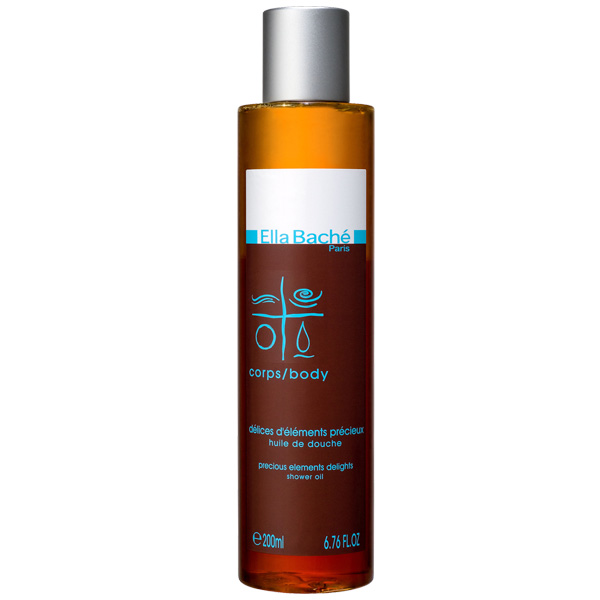 Ella Baché
Paris
corps/body
délices d'éléments précieux
huile de douche
precious elements delights
shower oil
℮200ml 6.76 FL.OZ